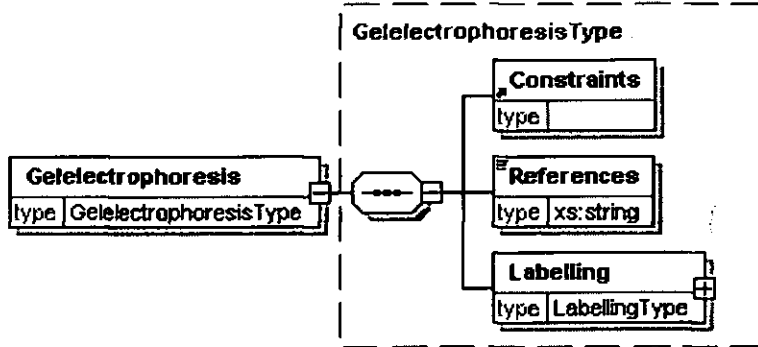 GelelectrophoresisType
Constraints
type
References
type xs:string
Gelelectrophoresis
type GelelectrophoresisType
Labelling
type LabellingType